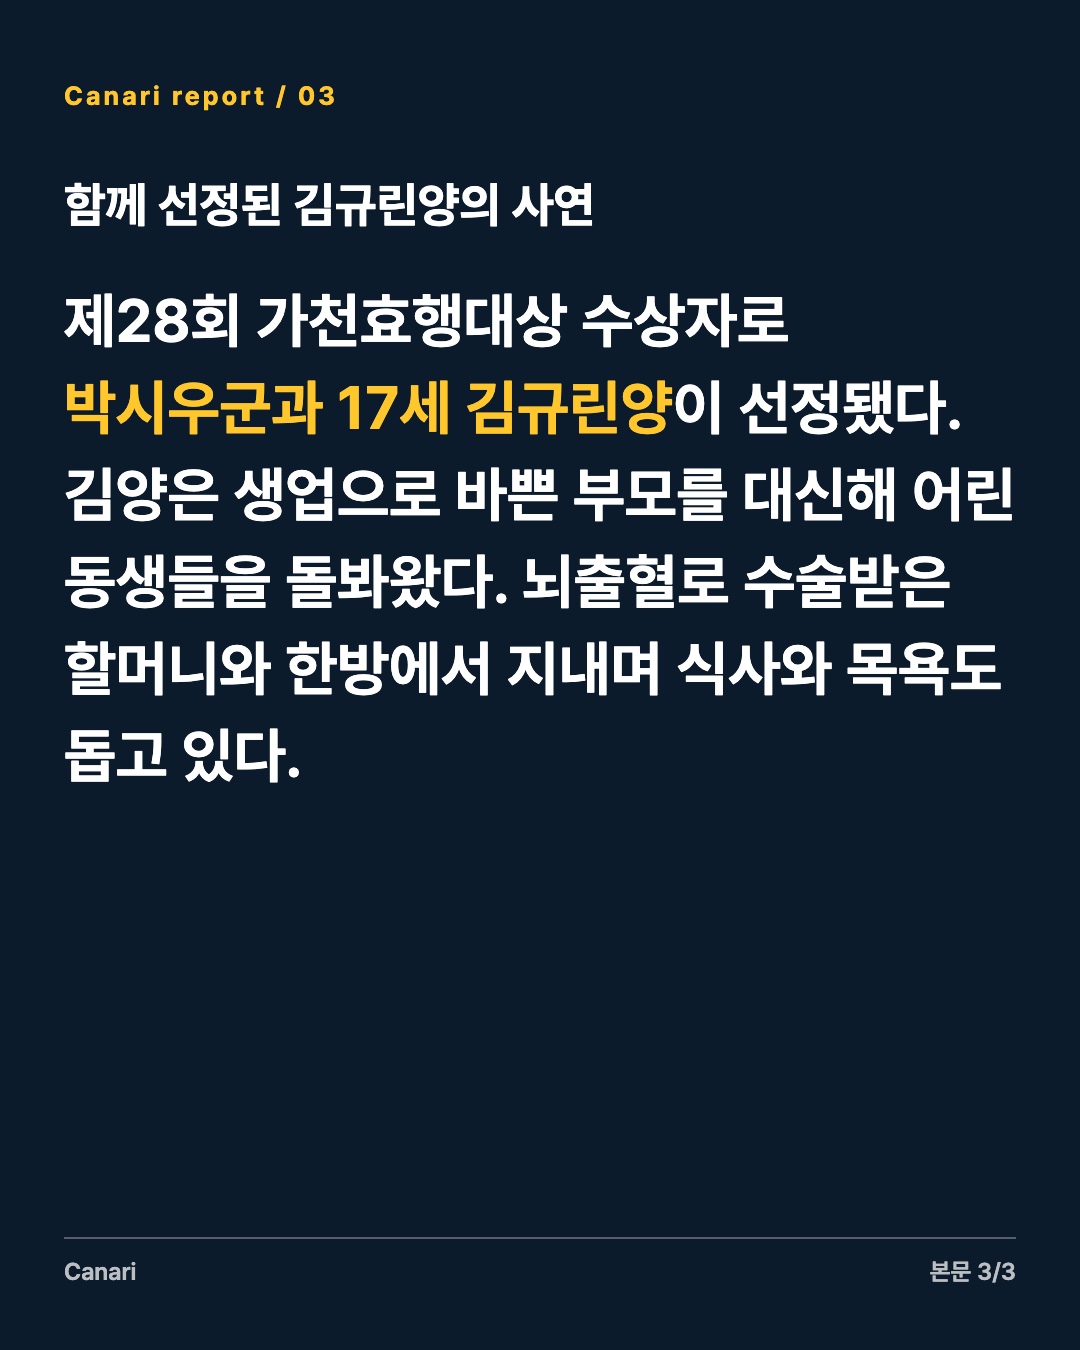 Canari report / 03
함께 선정된 김규린양의 사연
제28회 가천효행대상 수상자로
박시우군과 17세 김규린양이 선정됐다.
김양은 생업으로 바쁜 부모를 대신해 어린
동생들을 돌봐왔다. 뇌출혈로 수술받은
할머니와 한방에서 지내며 식사와 목욕도
돕고 있다.
Canari
본문 3/3